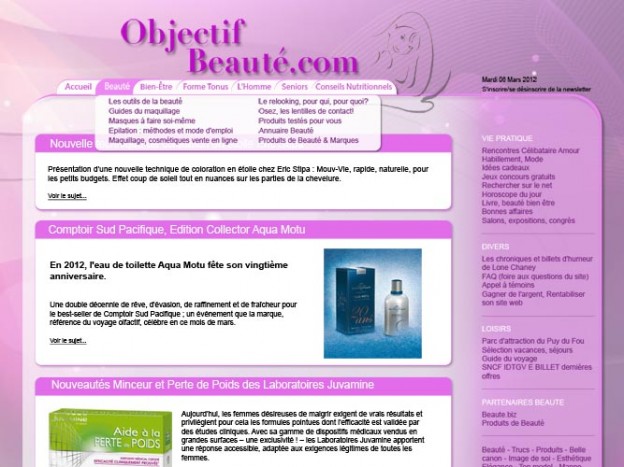 Objectif
Beauté.com
Mardi 06 Mars 2012
S'inscrire/se désinscrire de la newsletter
Accueil Beauté Bien-Être Forme Tonus L'Homme Seniors Conseils Nutritionnels
Les outils de la beauté
Guides du maquillage
Masques à faire soi-même
Epilation : méthodes et mode d'emploi
Maquillage, cosmétiques vente en ligne
Le relooking, pour qui, pour quoi?
Osez, les lentilles de contact!
Produits testés pour vous
Annuaire Beauté
Produits de Beauté & Marques
Nouvelle
Présentation d'une nouvelle technique de coloration en étoile chez Eric Stipa : Mouv-Vie, rapide, naturelle, pour
les petits budgets. Effet coup de soleil tout en nuances sur les parties de la chevelure.
Voir le sujet...
Comptoir Sud Pacifique, Edition Collector Aqua Motu
En 2012, l'eau de toilette Aqua Motu fête son vingtième
anniversaire.
Une double décennie de rêve, d'évasion, de raffinement et de fraîcheur pour
le best-seller de Comptoir Sud Pacifique ; un événement que la marque,
référence du voyage olfactif, célèbre en ce mois de mars.
Voir le sujet...
Nouveautés Minceur et Perte de Poids des Laboratoires Juvamine
Aide à la
PERTE de POIDS
Aujourd'hui, les femmes désireuses de maigrir exigent de vrais résultats et
privilégient pour cela les formules pointues dont l'efficacité est validée par
des études cliniques. Avec sa gamme de dispositifs médicaux vendus en
grandes surfaces – une exclusivité ! – les Laboratoires Juvamine apportent
une réponse accessible, adaptée aux exigences légitimes de toutes les
femmes.
VIE PRATIQUE
Rencontres Célibataire Amour
Habillement, Mode
Idées cadeaux
Jeux concours gratuits
Rechercher sur le net
Horoscope du jour
Livre, beauté bien être
Bonnes affaires
Salons, expositions, congrès
DIVERS
Les chroniques et billets d'humeur
de Lone Chaney
FAQ (foire aux questions du site)
Appel à témoins
Gagner de l'argent, Rentabiliser
son site web
LOISIRS
Parc d'attraction du Puy du Fou
Sélection vacances, séjours
Guide du voyage
SNCF IDTGV E BILLET dernières
offres
PARTENAIRES BEAUTE
Beaute.biz
Produits de Beauté
Beauté - Trucs - Produits - Belle
canon - Image de soi - Esthétique